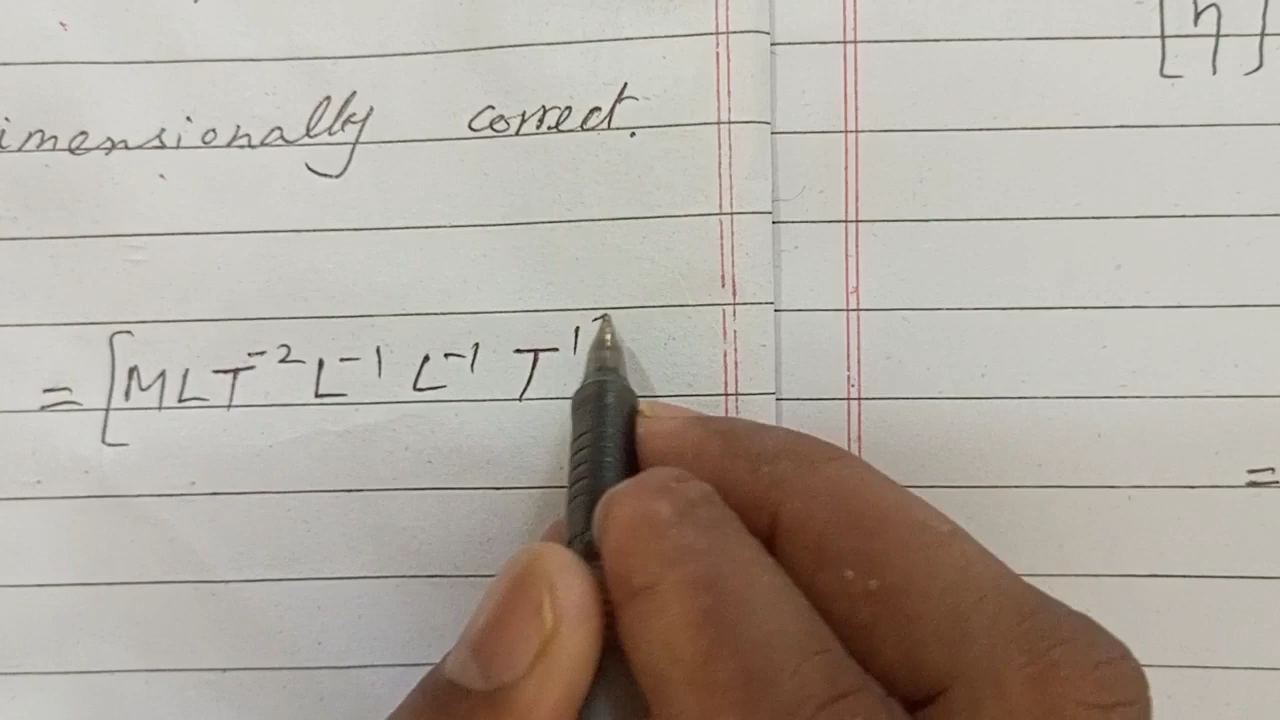 [η]
imensionally correct.
= [MLT⁻² L⁻¹ L⁻¹ T¹
=